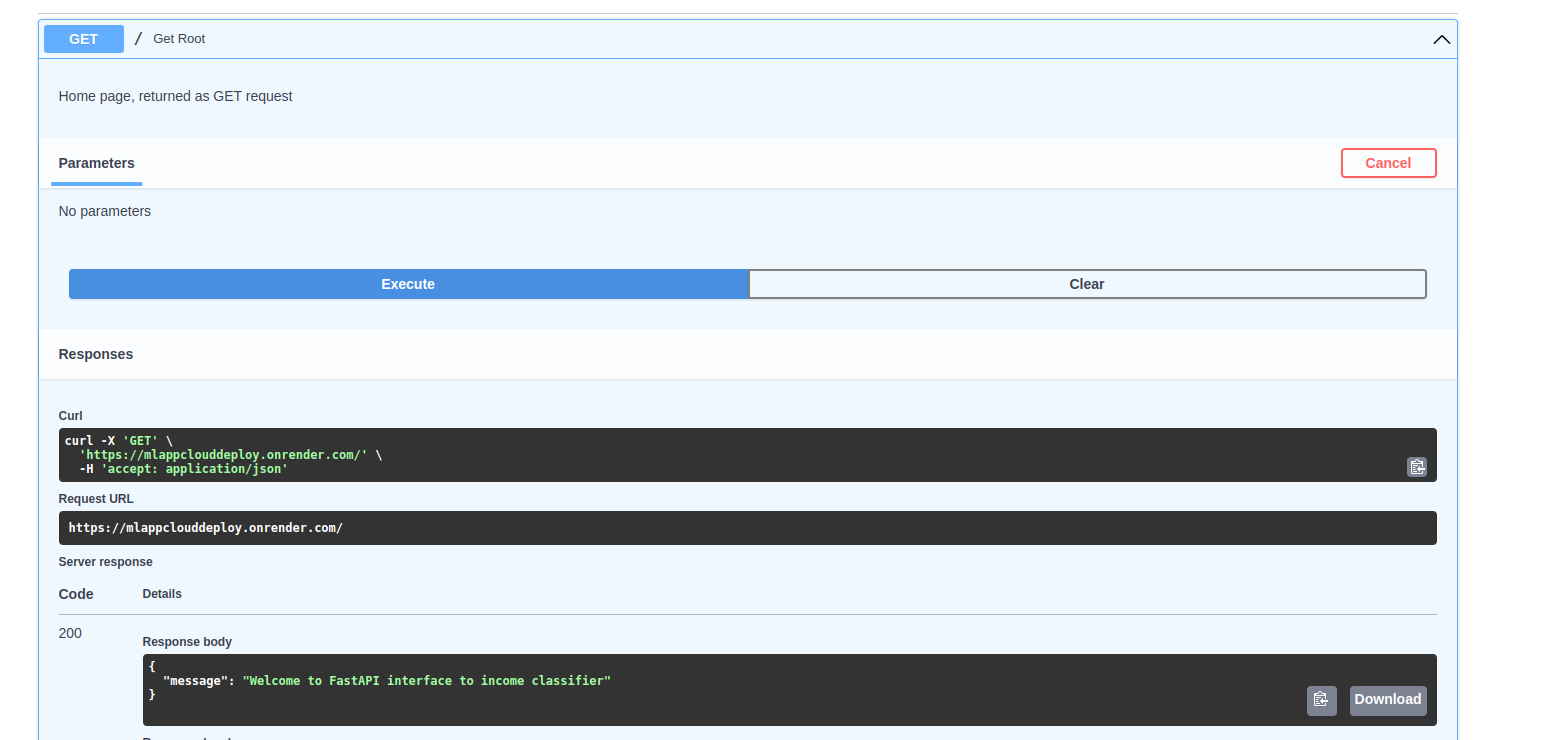 GET / Get Root
Home page, returned as GET request
Parameters
Cancel
No parameters
Execute
Clear
Responses
Curl
curl -X 'GET' \
  'https://mlappclouddeploy.onrender.com/' \
  -H 'accept: application/json'
Request URL
https://mlappclouddeploy.onrender.com/
Server response
Code Details
200
Response body
{
  "message": "Welcome to FastAPI interface to income classifier"
}
Download